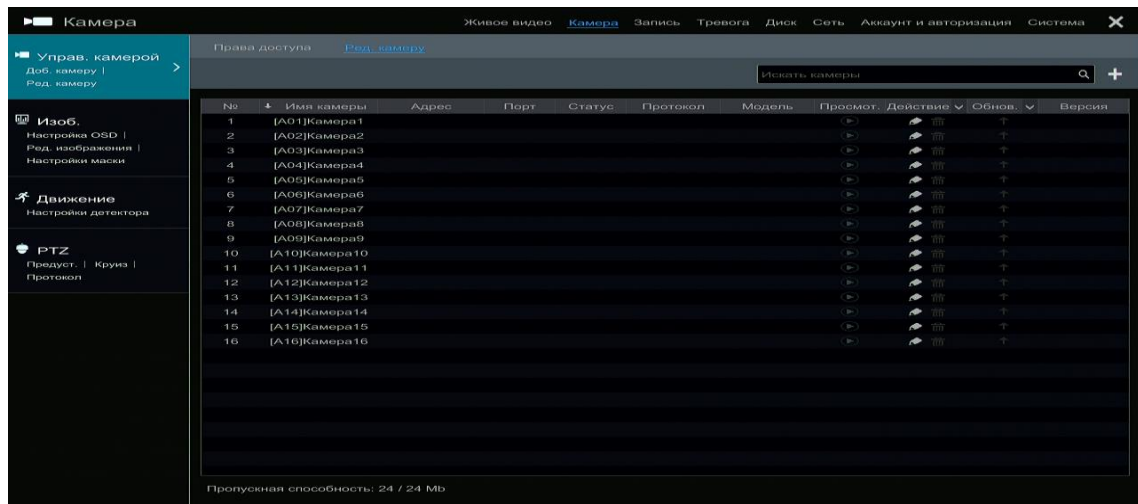 Камера Живое видео Камера Запись Тревога Диск Сеть Аккаунт и авторизация Система
Управ. камерой
Доб. камеру |
Ред. камеру
Изоб.
Настройка OSD |
Ред. изображения |
Настройки маски
Движение
Настройки детектора
PTZ
Предуст. | Круиз |
Протокол
Права доступа Ред. камеру
Искать камеры
№ Имя камеры Адрес Порт Статус Протокол Модель Просмот. Действие Обнов. Версия
1 [A01]Камера1
2 [A02]Камера2
3 [A03]Камера3
4 [A04]Камера4
5 [A05]Камера5
6 [A06]Камера6
7 [A07]Камера7
8 [A08]Камера8
9 [A09]Камера9
10 [A10]Камера10
11 [A11]Камера11
12 [A12]Камера12
13 [A13]Камера13
14 [A14]Камера14
15 [A15]Камера15
16 [A16]Камера16
Пропускная способность: 24 / 24 Mb